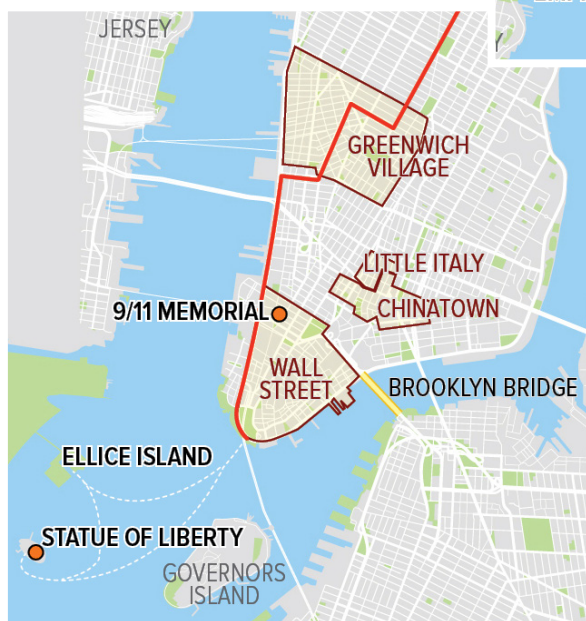 JERSEY
GREENWICH
VILLAGE
LITTLE ITALY
CHINATOWN
9/11 MEMORIAL
WALL
STREET
BROOKLYN BRIDGE
ELLICE ISLAND
STATUE OF LIBERTY
GOVERNORS
ISLAND